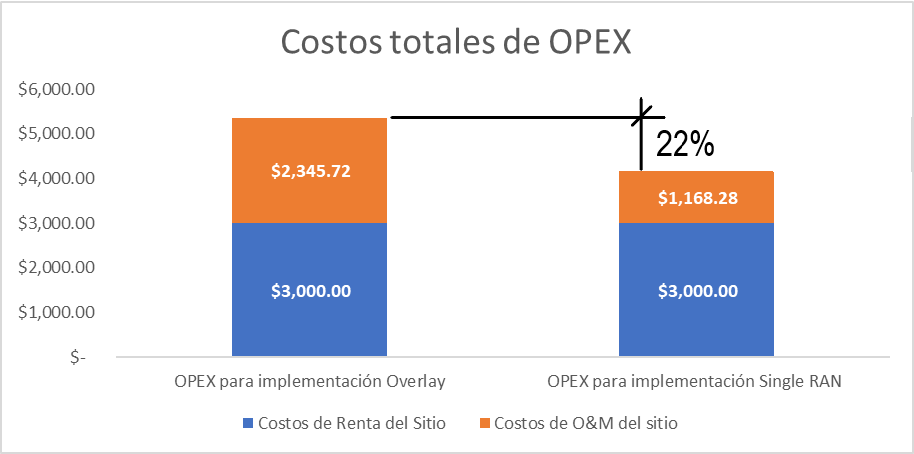 Costos totales de OPEX
$6,000.00
$5,000.00
$4,000.00
$3,000.00
$2,000.00
$1,000.00
$-
$2,345.72
$3,000.00
22%
$1,168.28
$3,000.00
OPEX para implementación Overlay
OPEX para implementación Single RAN
Costos de Renta del Sitio
Costos de O&M del sitio